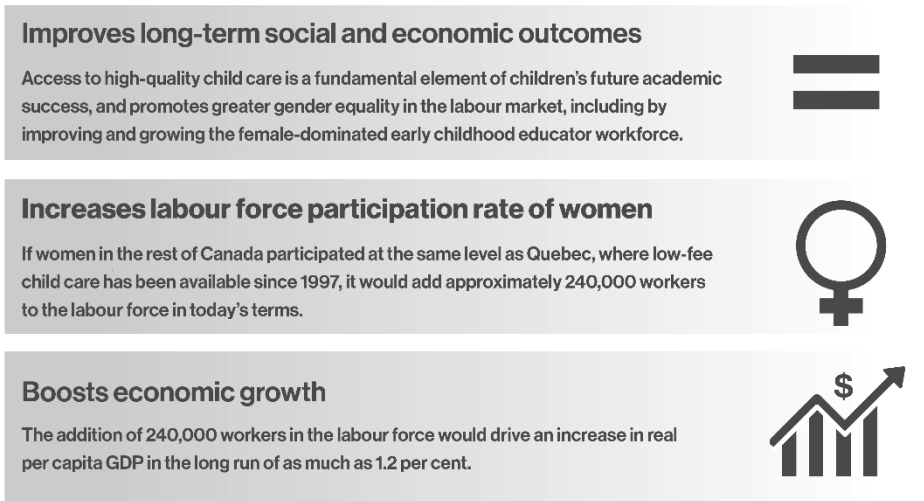 Improves long-term social and economic outcomes
Access to high-quality child care is a fundamental element of children’s future academic
success, and promotes greater gender equality in the labour market, including by
improving and growing the female-dominated early childhood educator workforce.
Increases labour force participation rate of women
If women in the rest of Canada participated at the same level as Quebec, where low-fee
child care has been available since 1997, it would add approximately 240,000 workers
to the labour force in today’s terms.
Boosts economic growth
$
The addition of 240,000 workers in the labour force would drive an increase in real
per capita GDP in the long run of as much as 1.2 per cent.